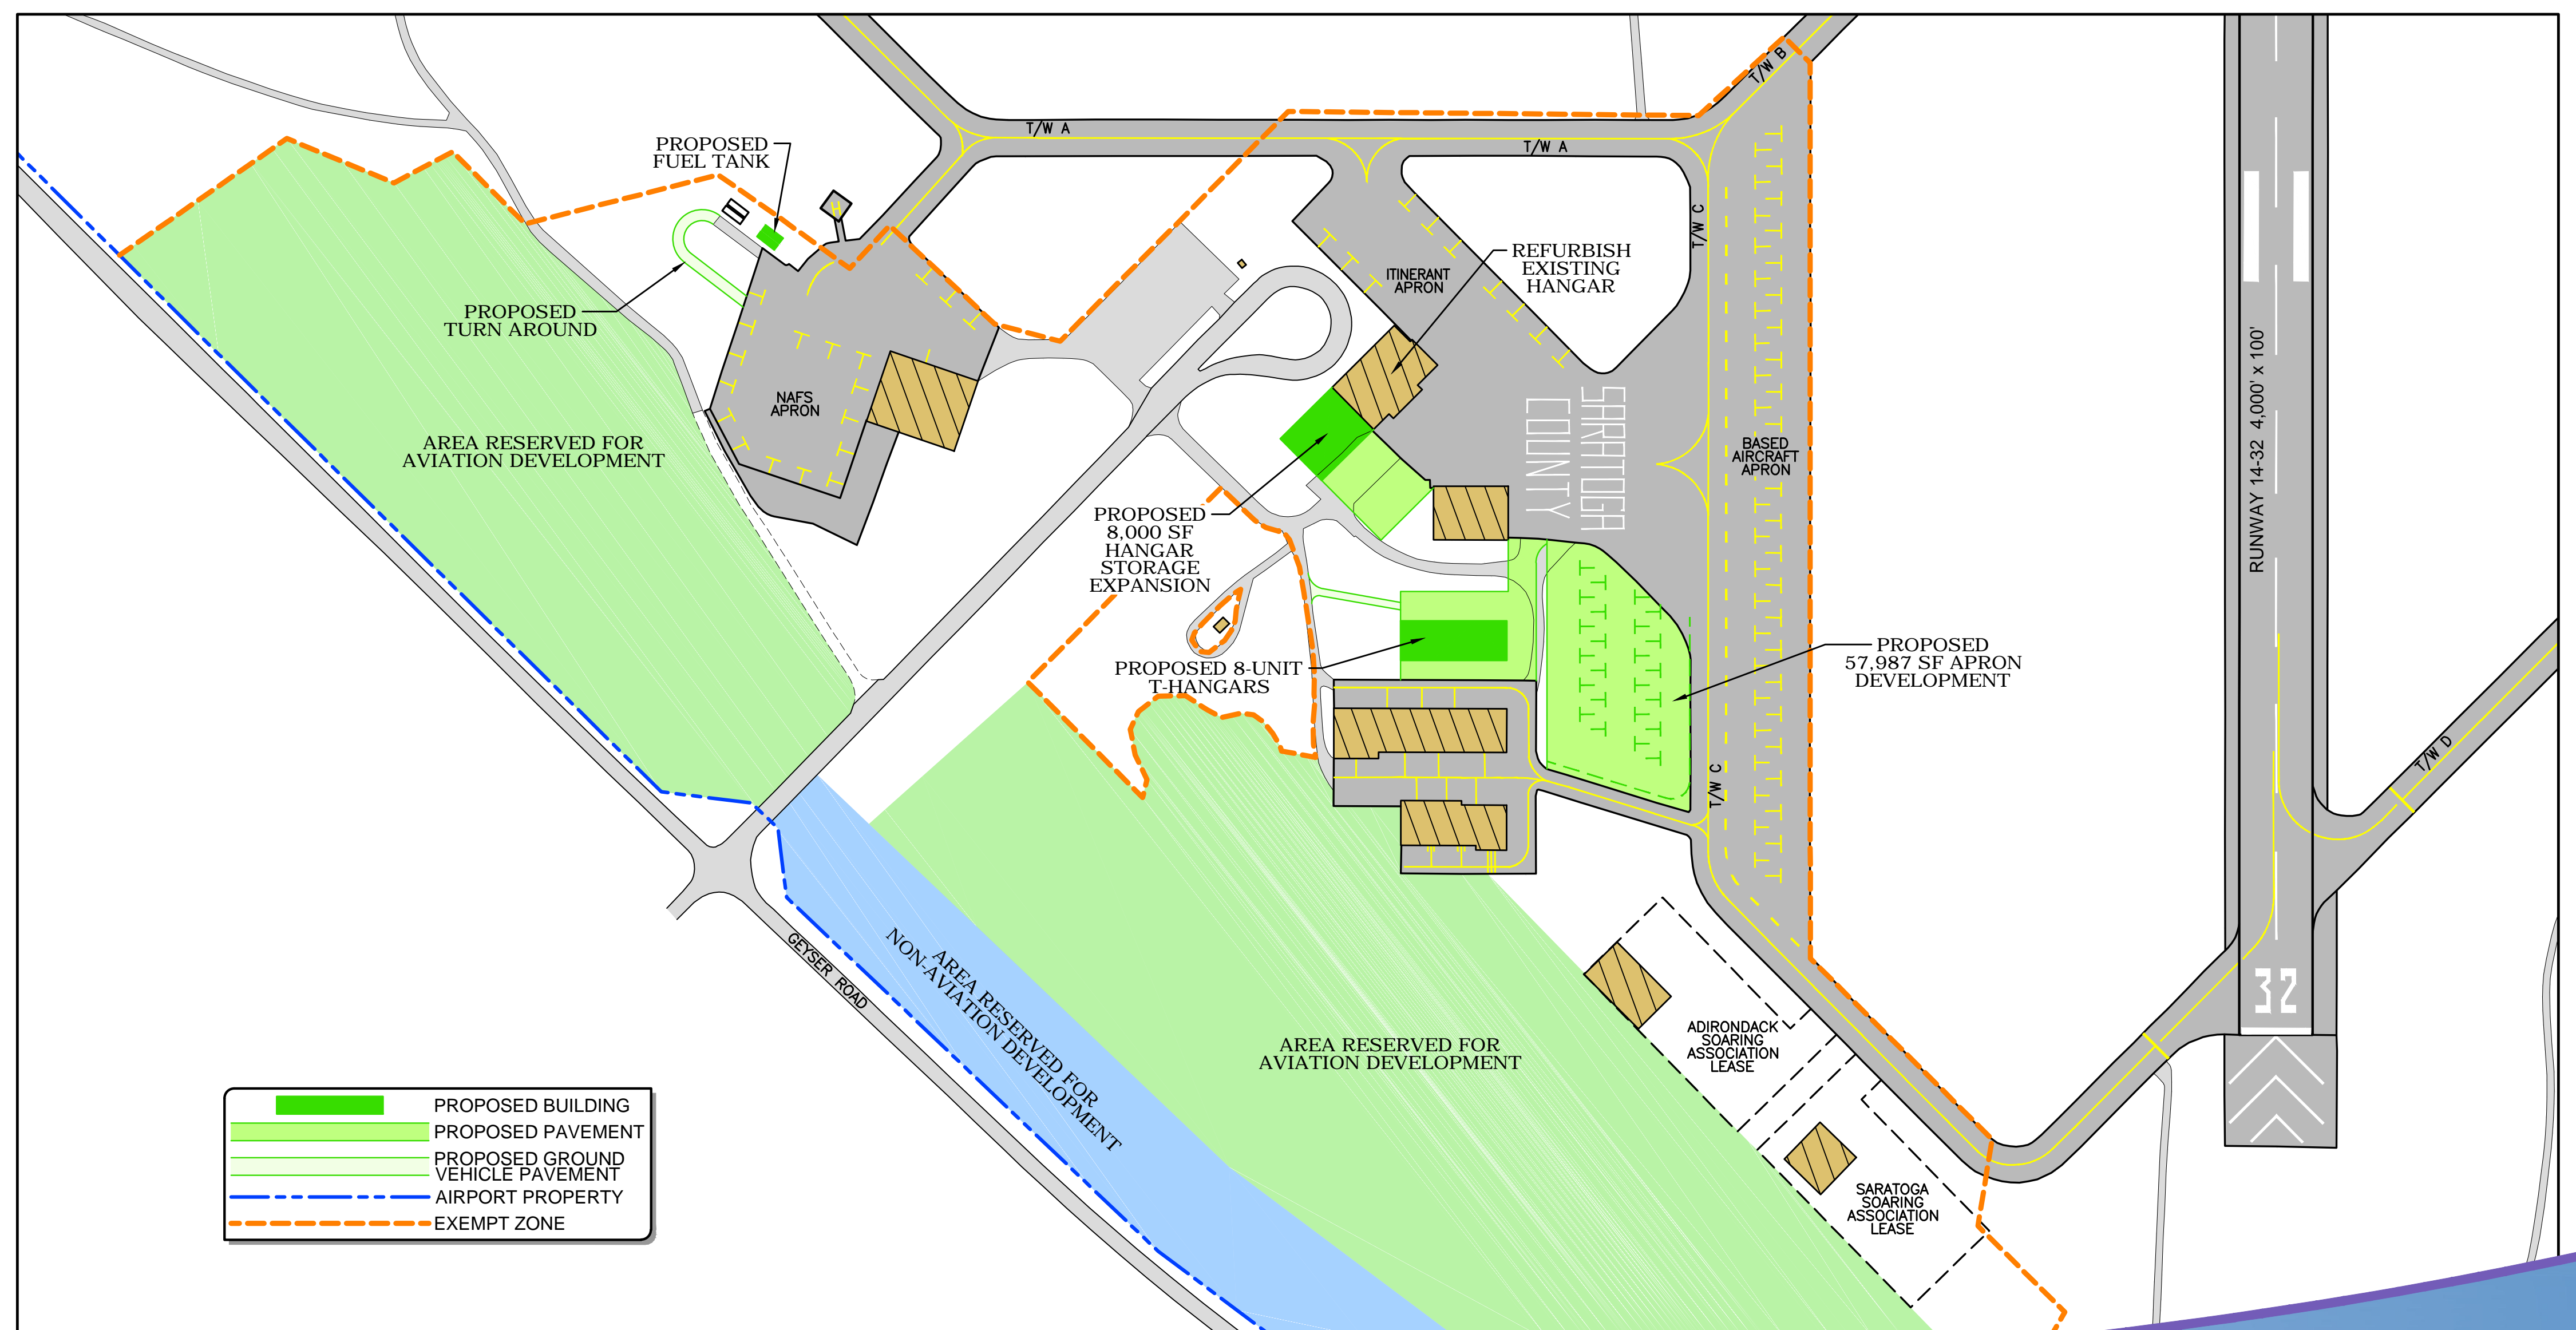 T/W B
T/W A
T/W A
PROPOSED
FUEL TANK
H
T/W C
REFURBISH
EXISTING
HANGAR
ITINERANT
APRON
PROPOSED
TURN AROUND
RUNWAY 14-32 4,000' x 100'
NAFS
APRON
SARATOGA
COUNTY
AREA RESERVED FOR
AVIATION DEVELOPMENT
BASED
AIRCRAFT
APRON
PROPOSED
8,000 SF
HANGAR
STORAGE
EXPANSION
PROPOSED 8-UNIT
T-HANGARS
PROPOSED
57,987 SF APRON
DEVELOPMENT
T/W C
T/W D
GEYSER ROAD
AREA RESERVED FOR
NON-AVIATION DEVELOPMENT
32
AREA RESERVED FOR
AVIATION DEVELOPMENT
ADIRONDACK
SOARING
ASSOCIATION
LEASE
SARATOGA
SOARING
ASSOCIATION
LEASE
PROPOSED BUILDING
PROPOSED PAVEMENT
PROPOSED GROUND
VEHICLE PAVEMENT
AIRPORT PROPERTY
EXEMPT ZONE